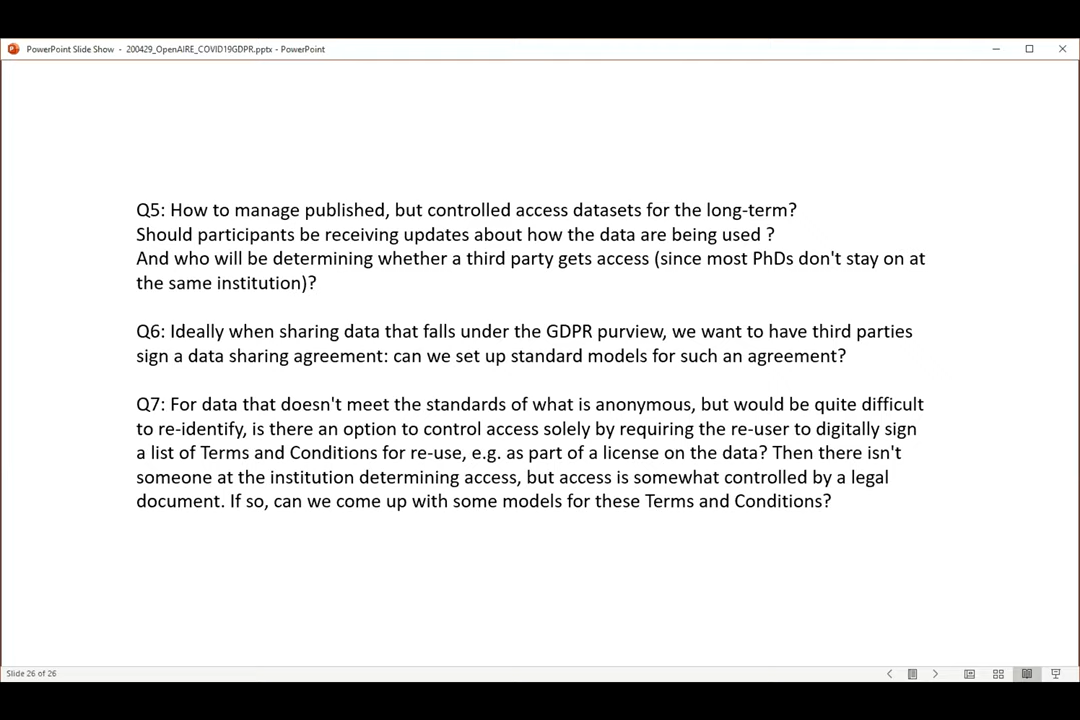 PowerPoint Slide Show - 200429_OpenAIRE_COVID19GDPR.pptx - PowerPoint
Q5: How to manage published, but controlled access datasets for the long-term?
Should participants be receiving updates about how the data are being used ?
And who will be determining whether a third party gets access (since most PhDs don't stay on at
the same institution)?
Q6: Ideally when sharing data that falls under the GDPR purview, we want to have third parties
sign a data sharing agreement: can we set up standard models for such an agreement?
Q7: For data that doesn't meet the standards of what is anonymous, but would be quite difficult
to re-identify, is there an option to control access solely by requiring the re-user to digitally sign
a list of Terms and Conditions for re-use, e.g. as part of a license on the data? Then there isn't
someone at the institution determining access, but access is somewhat controlled by a legal
document. If so, can we come up with some models for these Terms and Conditions?
Slide 26 of 26